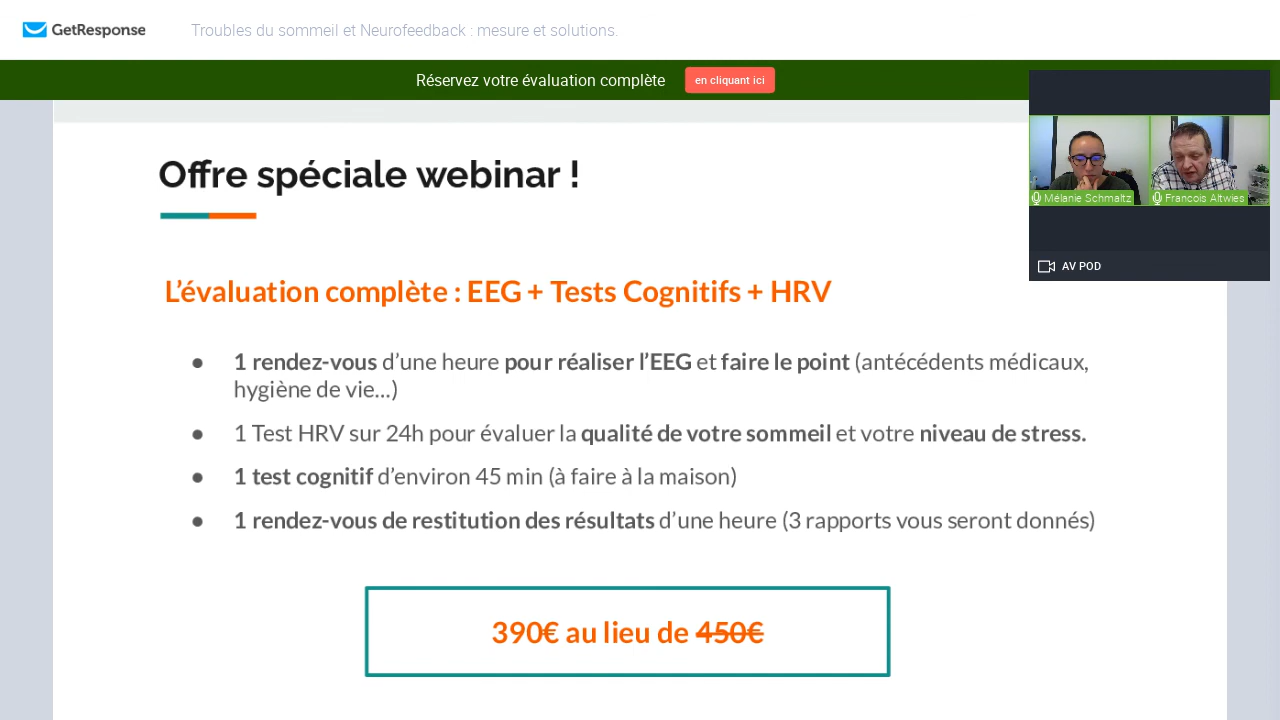 GetResponse
Troubles du sommeil et Neurofeedback : mesure et solutions.
Réservez votre évaluation complète
en cliquant ici
Mélanie Schmaltz
Francois Altwies
AV POD
Offre spéciale webinar !
L'évaluation complète : EEG + Tests Cognitifs + HRV
● 1 rendez-vous d'une heure pour réaliser l'EEG et faire le point (antécédents médicaux,
hygiène de vie...)
● 1 Test HRV sur 24h pour évaluer la qualité de votre sommeil et votre niveau de stress.
● 1 test cognitif d'environ 45 min (à faire à la maison)
● 1 rendez-vous de restitution des résultats d'une heure (3 rapports vous seront donnés)
390€ au lieu de 450€